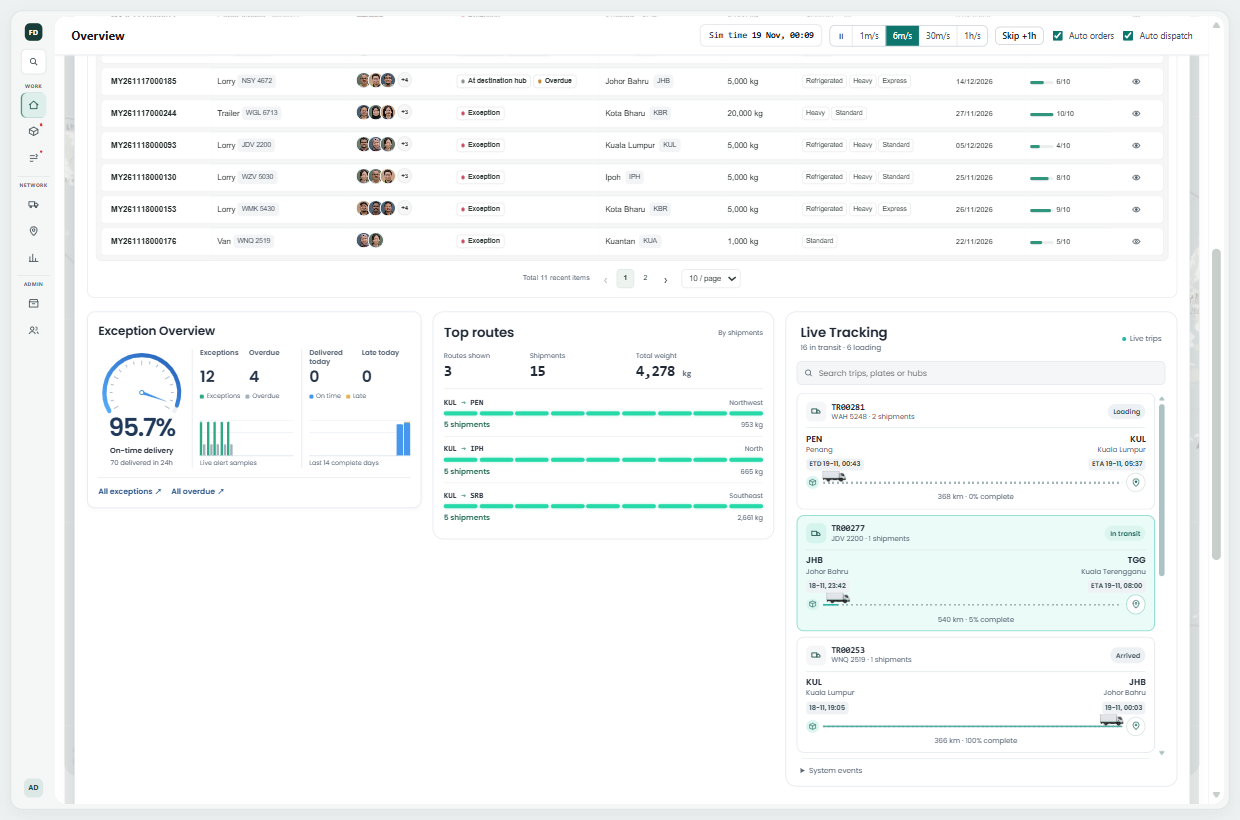 FD
Overview
Sim time 19 Nov, 00:09
1m/s
6m/s
30m/s
1h/s
Skip +1h
Auto orders
Auto dispatch
WORK
NETWORK
ADMIN
AD
MY261117000185 Lorry NSY 4672 +4 At destination hub Overdue Johor Bahru JHB 5,000 kg Refrigerated Heavy Express 14/12/2026 6/10
MY261117000244 Trailer WGL 6713 +3 Exception Kota Bharu KBR 20,000 kg Heavy Standard 27/11/2026 10/10
MY261118000093 Lorry JDV 2200 +3 Exception Kuala Lumpur KUL 5,000 kg Refrigerated Heavy Standard 05/12/2026 4/10
MY261118000130 Lorry WZV 5030 +3 Exception Ipoh IPH 5,000 kg Refrigerated Heavy Standard 25/11/2026 8/10
MY261118000153 Lorry WMK 5430 +4 Exception Kota Bharu KBR 5,000 kg Refrigerated Heavy Express 26/11/2026 9/10
MY261118000176 Van WNQ 2519 Exception Kuantan KUA 1,000 kg Standard 22/11/2026 5/10
Total 11 recent items ‹ 1 2 › 10 / page
Exception Overview
95.7%
On-time delivery
70 delivered in 24h
Exceptions Overdue
12 4
Exceptions Overdue
Live alert samples
Delivered today Late today
0 0
On time Late
Last 14 complete days
All exceptions ↗ All overdue ↗
Top routes
By shipments
Routes shown Shipments Total weight
3 15 4,278 kg
KUL → PEN Northwest
5 shipments 953 kg
KUL → IPH North
5 shipments 665 kg
KUL → SRB Southeast
5 shipments 2,661 kg
Live Tracking
16 in transit · 6 loading
Live trips
Search trips, plates or hubs
TR00281
WAH 5248 · 2 shipments
Loading
PEN KUL
Penang Kuala Lumpur
ETD 19-11, 00:43 ETA 19-11, 05:37
368 km · 0% complete
TR00277
JDV 2200 · 1 shipments
In transit
JHB TGG
Johor Bahru Kuala Terengganu
18-11, 23:42 ETA 19-11, 08:00
540 km · 5% complete
TR00253
WNQ 2519 · 1 shipments
Arrived
KUL JHB
Kuala Lumpur Johor Bahru
18-11, 19:05 19-11, 00:03
366 km · 100% complete
System events